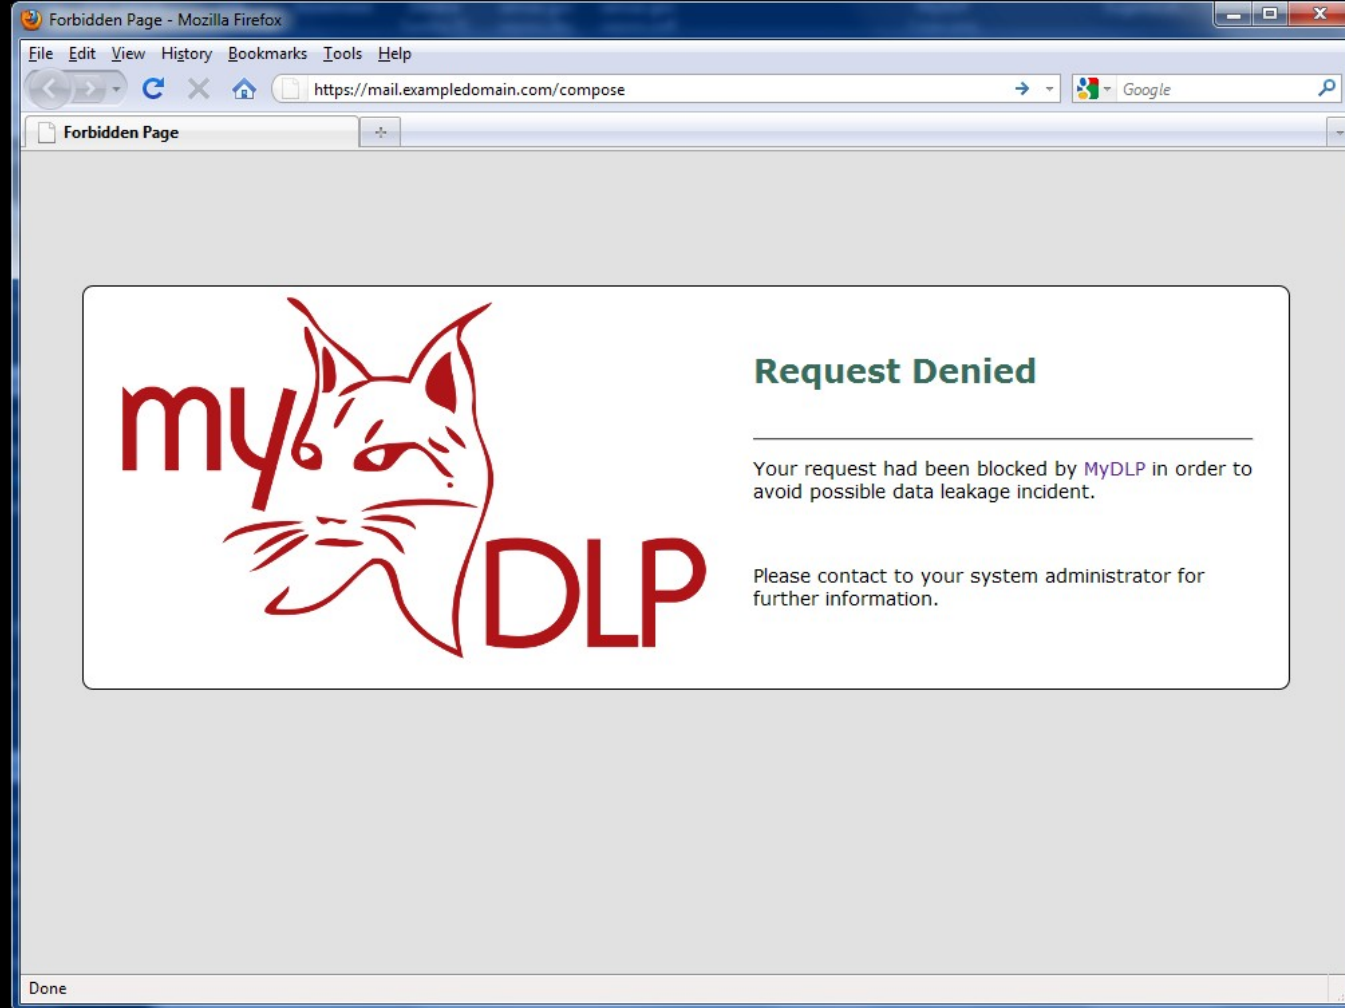 Forbidden Page - Mozilla Firefox
File Edit View History Bookmarks Tools Help
https://mail.exampledomain.com/compose
Google
Forbidden Page
my
DLP
Request Denied
Your request had been blocked by MyDLP in order to
avoid possible data leakage incident.
Please contact to your system administrator for
further information.
Done